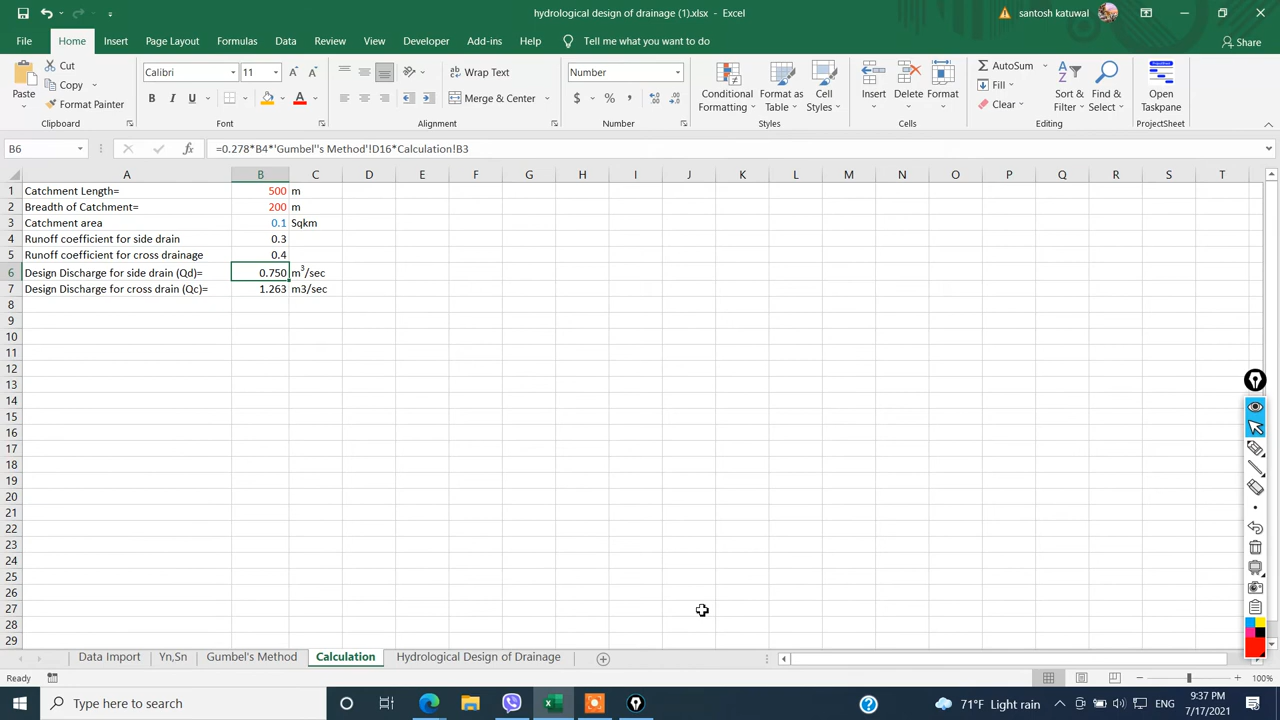 hydrological design of drainage (1).xlsx - Excel
santosh katuwal
File Home Insert Page Layout Formulas Data Review View Developer Add-ins Help Tell me what you want to do Share
Paste Cut Copy Format Painter Clipboard
Calibri 11 B I U A Font
Wrap Text Merge & Center Alignment
Number $ % , Number
Conditional Formatting Format as Table Cell Styles Styles
Insert Delete Format Cells
AutoSum Fill Clear Sort & Filter Find & Select Editing
Open Taskpane ProjectSheet
B6 fx =0.278*B4*'Gumbel''s Method'!D16*Calculation!B3
A B C D E F G H I J K L M N O P Q R S T
1 Catchment Length= 500 m
2 Breadth of Catchment= 200 m
3 Catchment area 0.1 Sqkm
4 Runoff coefficient for side drain 0.3
5 Runoff coefficient for cross drainage 0.4
6 Design Discharge for side drain (Qd)= 0.750 m³/sec
7 Design Discharge for cross drain (Qc)= 1.263 m3/sec
8
9
10
11
12
13
14
15
16
17
18
19
20
21
22
23
24
25
26
27
28
29
Data Import Yn,Sn Gumbel's Method Calculation Hydrological Design of Drainage
Ready 100%
Type here to search 71°F Light rain ENG 9:37 PM
7/17/2021